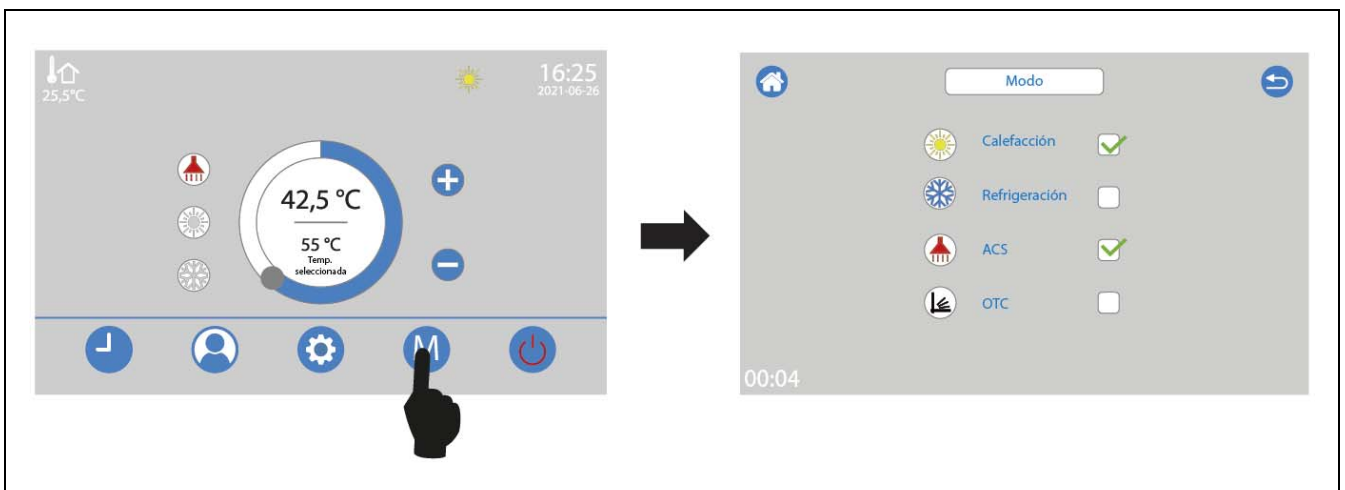 25,5°C
16:25
2021-06-26
42,5 °C
55 °C
Temp.
seleccionada
M
Modo
Calefacción
Refrigeración
ACS
OTC
00:04